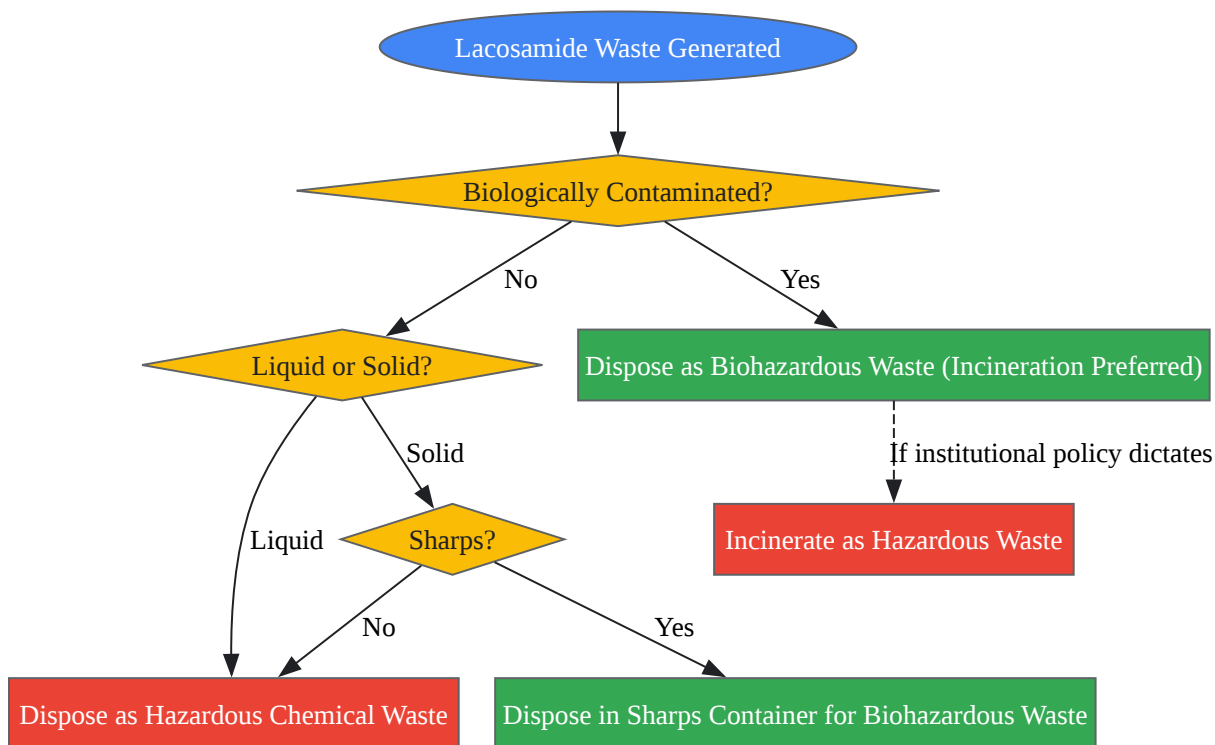 Lacosamide Waste Generated
Biologically Contaminated?
No
Yes
Liquid or Solid?
Dispose as Biohazardous Waste (Incineration Preferred)
Solid
If institutional policy dictates
Liquid
Sharps?
Incinerate as Hazardous Waste
No
Yes
Dispose as Hazardous Chemical Waste
Dispose in Sharps Container for Biohazardous Waste